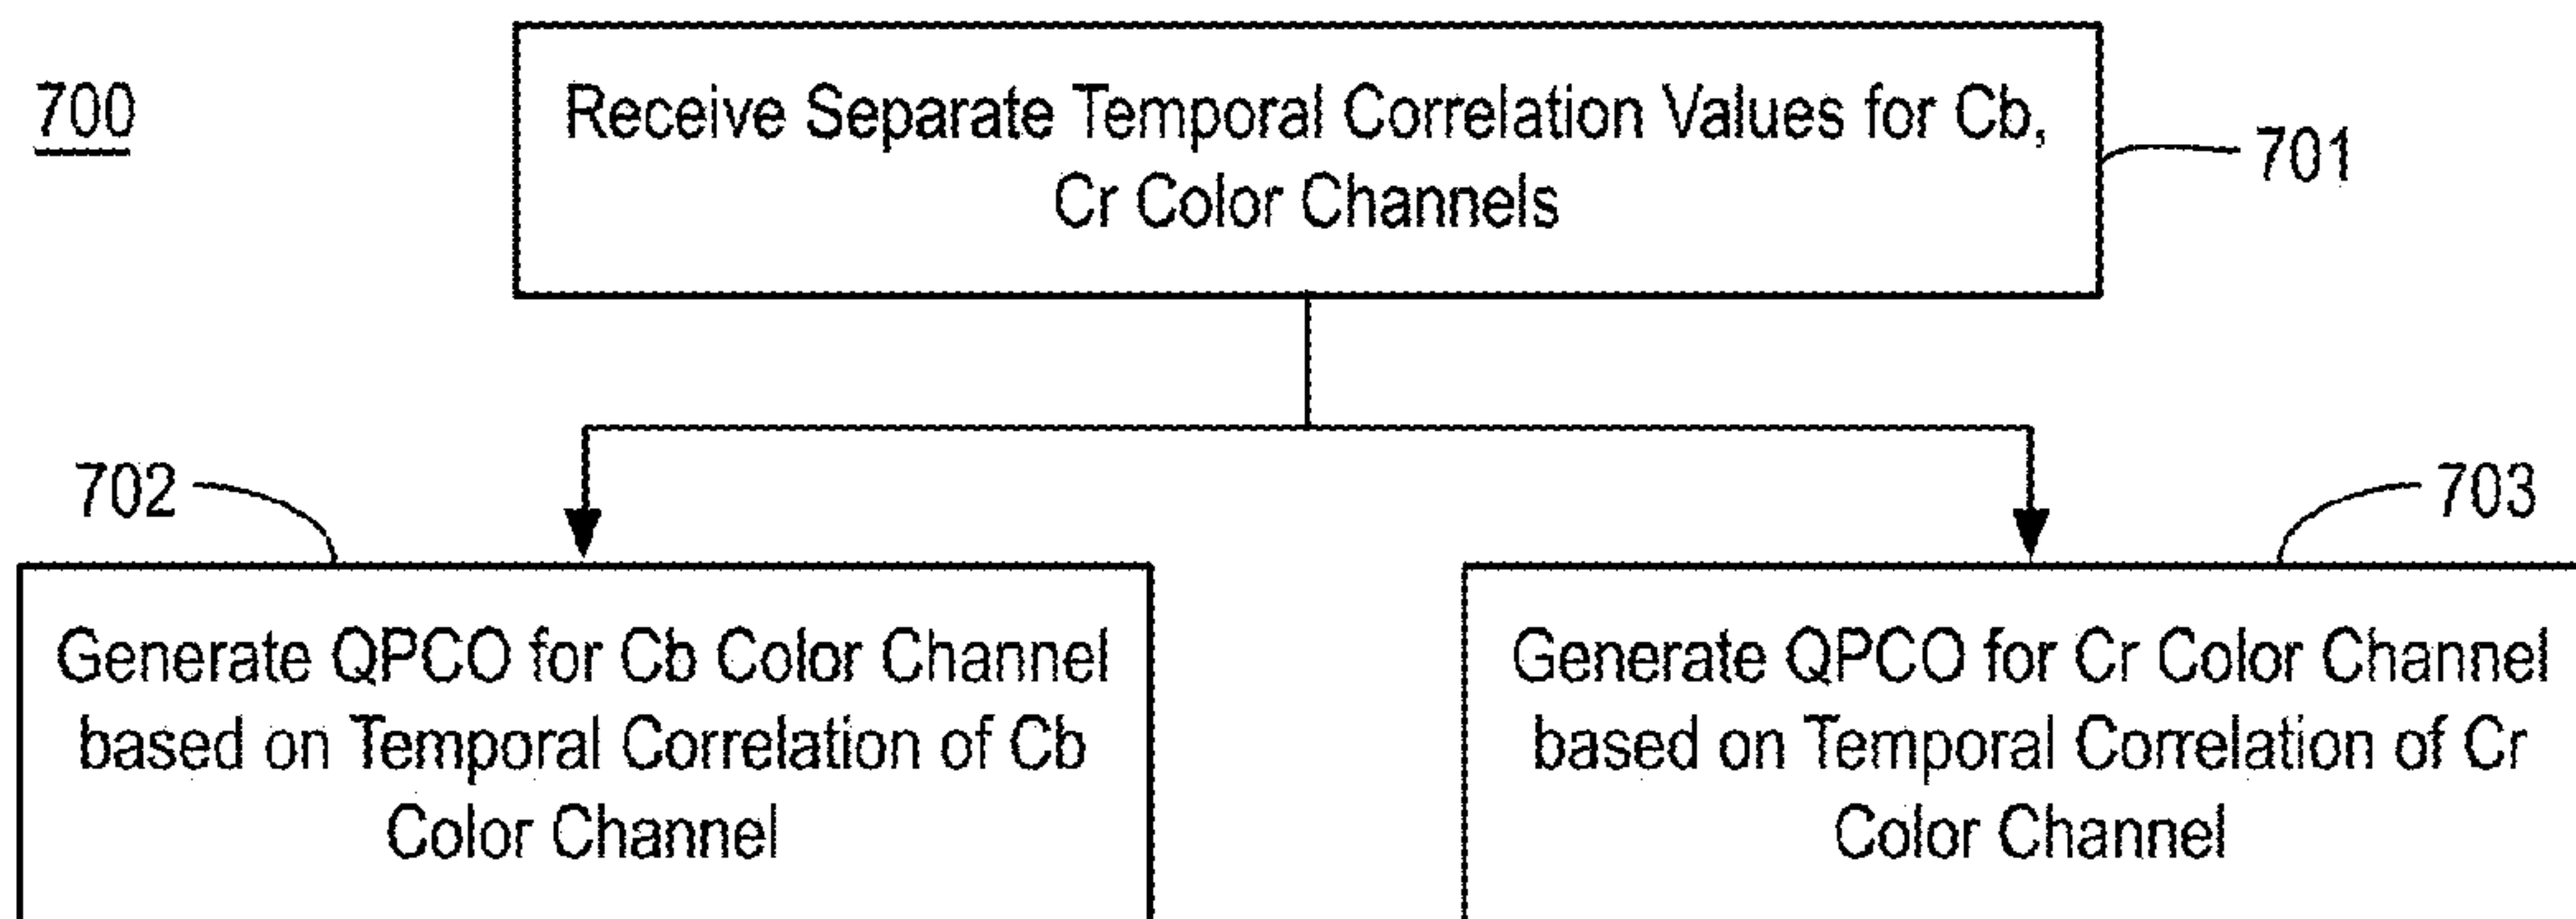 700
Receive Separate Temporal Correlation Values for Cb,
Cr Color Channels
701
702
703
Generate QPCO for Cb Color Channel
based on Temporal Correlation of Cb
Color Channel
Generate QPCO for Cr Color Channel
based on Temporal Correlation of Cr
Color Channel